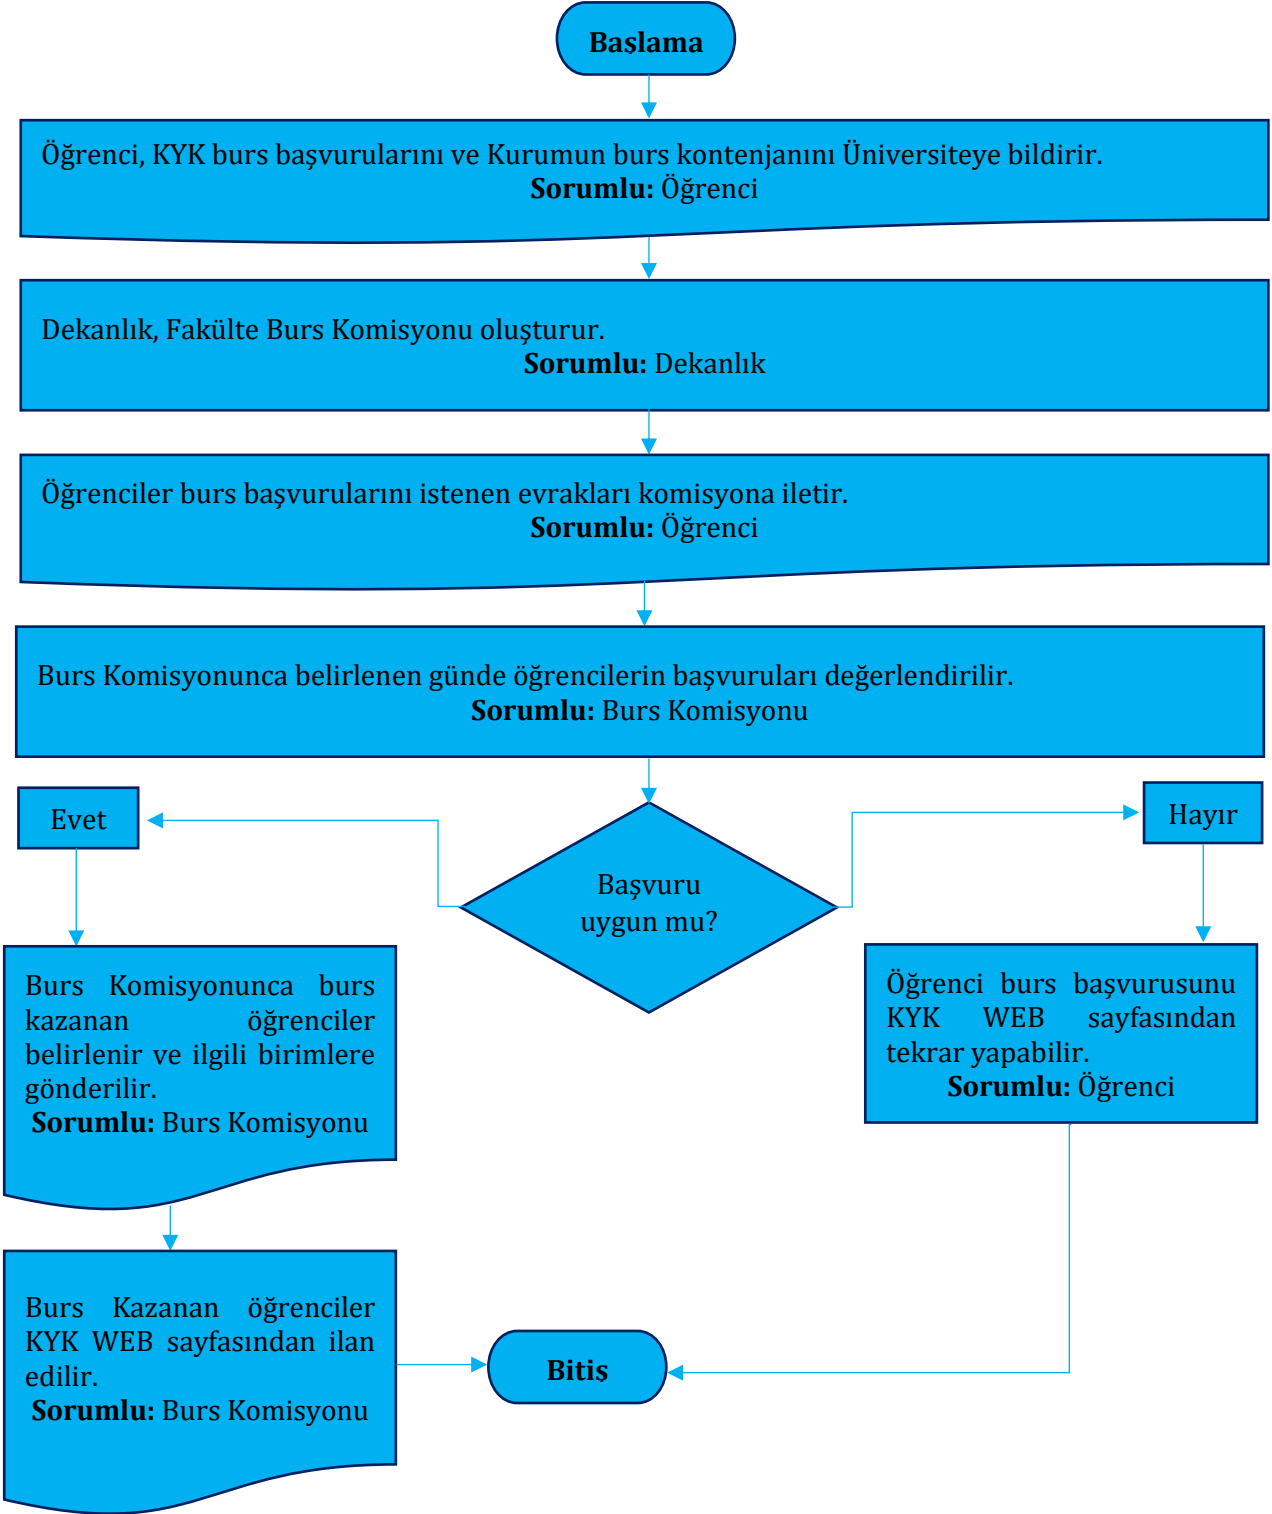 Başlama
Öğrenci, KYK burs başvurularını ve Kurumun burs kontenjanını Üniversiteye bildirir.
Sorumlu: Öğrenci
Dekanlık, Fakülte Burs Komisyonu oluşturur.
Sorumlu: Dekanlık
Öğrenciler burs başvurularını istenen evrakları komisyona iletir.
Sorumlu: Öğrenci
Burs Komisyonunca belirlenen günde öğrencilerin başvuruları değerlendirilir.
Sorumlu: Burs Komisyonu
Evet
Hayır
Başvuru
uygun mu?
Burs Komisyonunca burs
kazanan öğrenciler
belirlenir ve ilgili birimlere
gönderilir.
Sorumlu: Burs Komisyonu
Öğrenci burs başvurusunu
KYK WEB sayfasından
tekrar yapabilir.
Sorumlu: Öğrenci
Burs Kazanan öğrenciler
KYK WEB sayfasından ilan
edilir.
Sorumlu: Burs Komisyonu
Bitiş